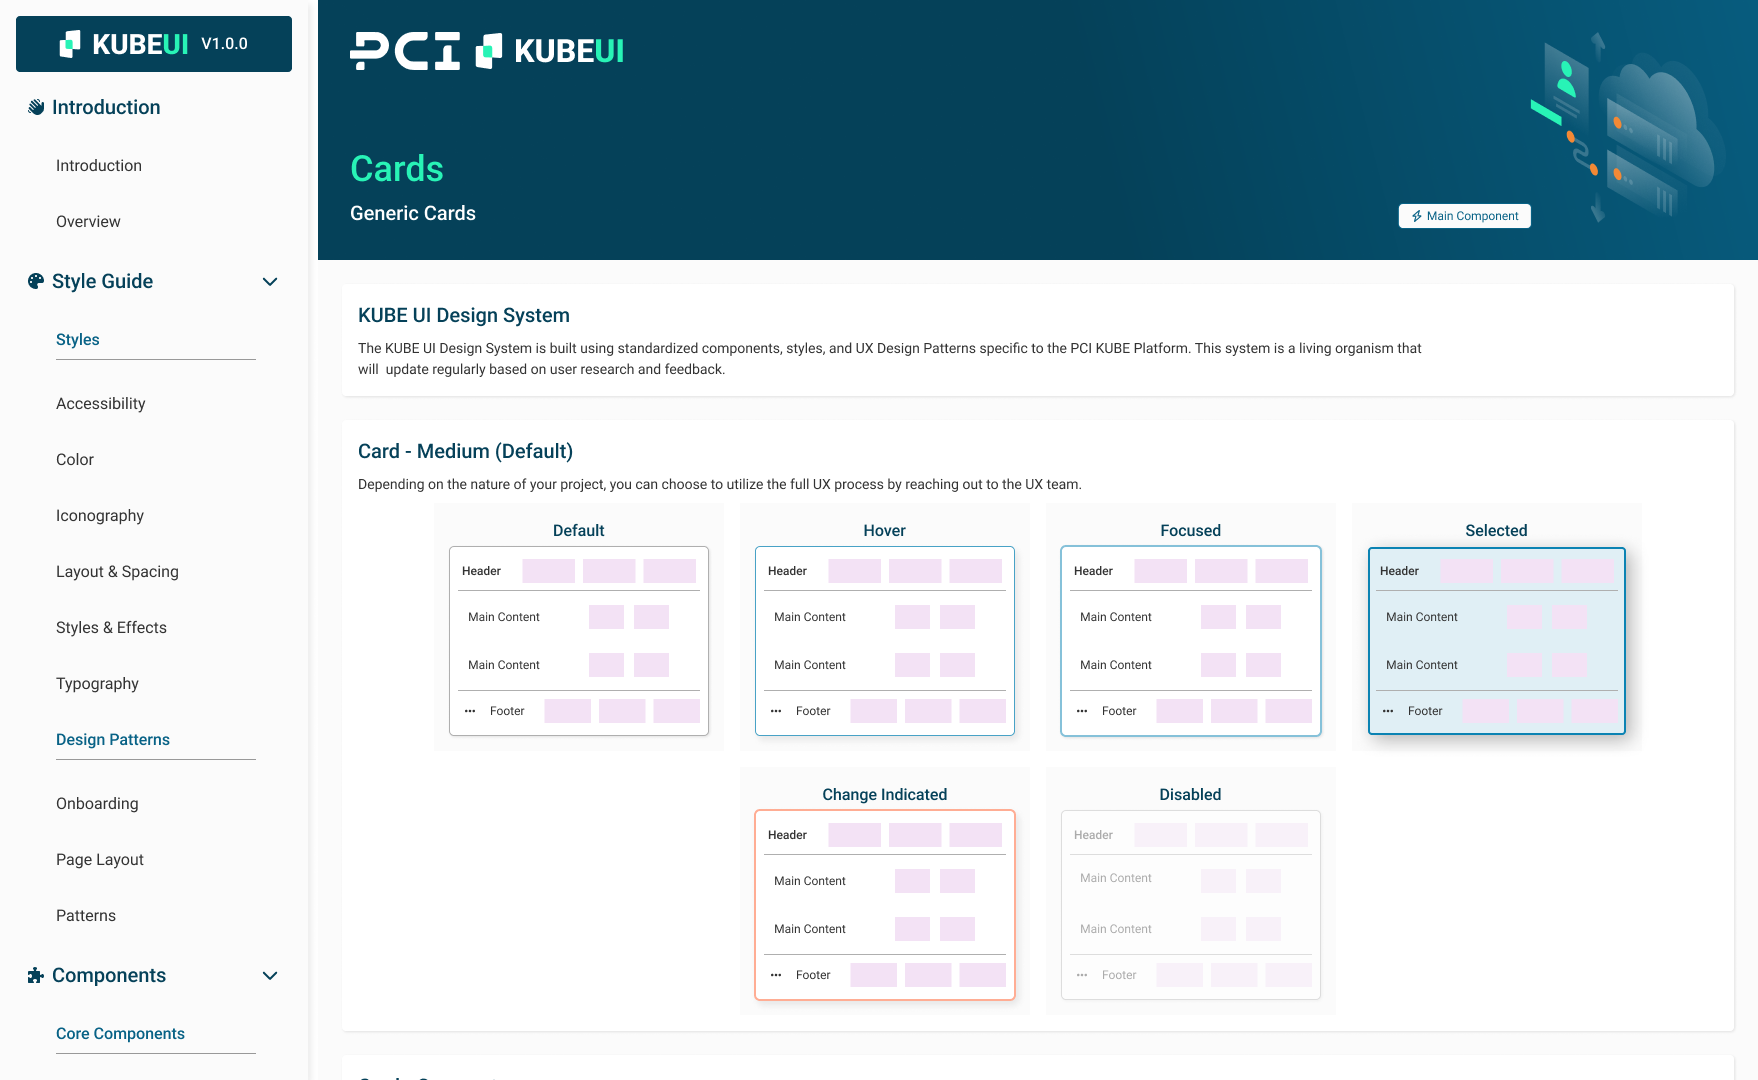 KUBEUI V1.0.0
Introduction
Introduction
Overview
Style Guide
Styles
Accessibility
Color
Iconography
Layout & Spacing
Styles & Effects
Typography
Design Patterns
Onboarding
Page Layout
Patterns
Components
Core Components
PCI KUBEUI
Cards
Generic Cards
Main Component
KUBE UI Design System
The KUBE UI Design System is built using standardized components, styles, and UX Design Patterns specific to the PCI KUBE Platform. This system is a living organism that
will update regularly based on user research and feedback.
Card - Medium (Default)
Depending on the nature of your project, you can choose to utilize the full UX process by reaching out to the UX team.
Default
Header
Main Content
Main Content
Footer
Hover
Header
Main Content
Main Content
Footer
Focused
Header
Main Content
Main Content
Footer
Selected
Header
Main Content
Main Content
Footer
Change Indicated
Header
Main Content
Main Content
Footer
Disabled
Header
Main Content
Main Content
Footer